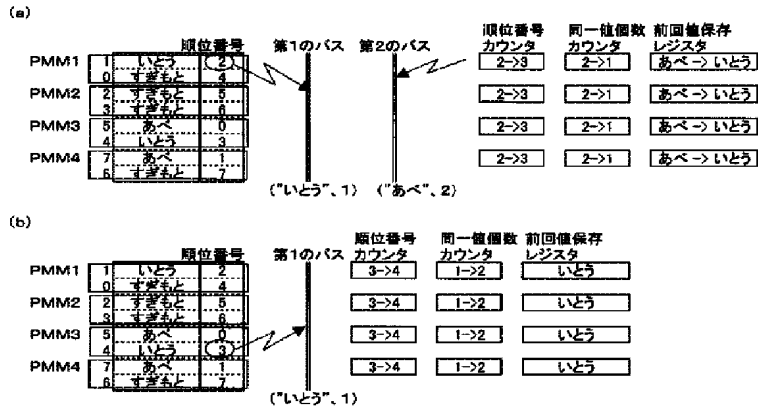 (a)
順位番号 第1のバス 第2のバス 順位番号 同一値個数 前回値保存
カウンタ カウンタ レジスタ
PMM1 1 いとう 2 2->3 2->1 あべ -> いとう
0 すぎもと 4
PMM2 2 すぎもと 5 2->3 2->1 あべ -> いとう
3 すぎもと 6
PMM3 5 あべ 0 2->3 2->1 あべ -> いとう
4 いとう 3
PMM4 7 あべ 1 2->3 2->1 あべ -> いとう
6 すぎもと 7
("いとう"、1) ("あべ"、2)
(b)
順位番号 第1のバス 順位番号 同一値個数 前回値保存
カウンタ カウンタ レジスタ
PMM1 1 いとう 2 3->4 1->2 いとう
0 すぎもと 4
PMM2 2 すぎもと 5 3->4 1->2 いとう
3 すぎもと 6
PMM3 5 あべ 0 3->4 1->2 いとう
4 いとう 3
PMM4 7 あべ 1 3->4 1->2 いとう
6 すぎもと 7
("いとう"、1)